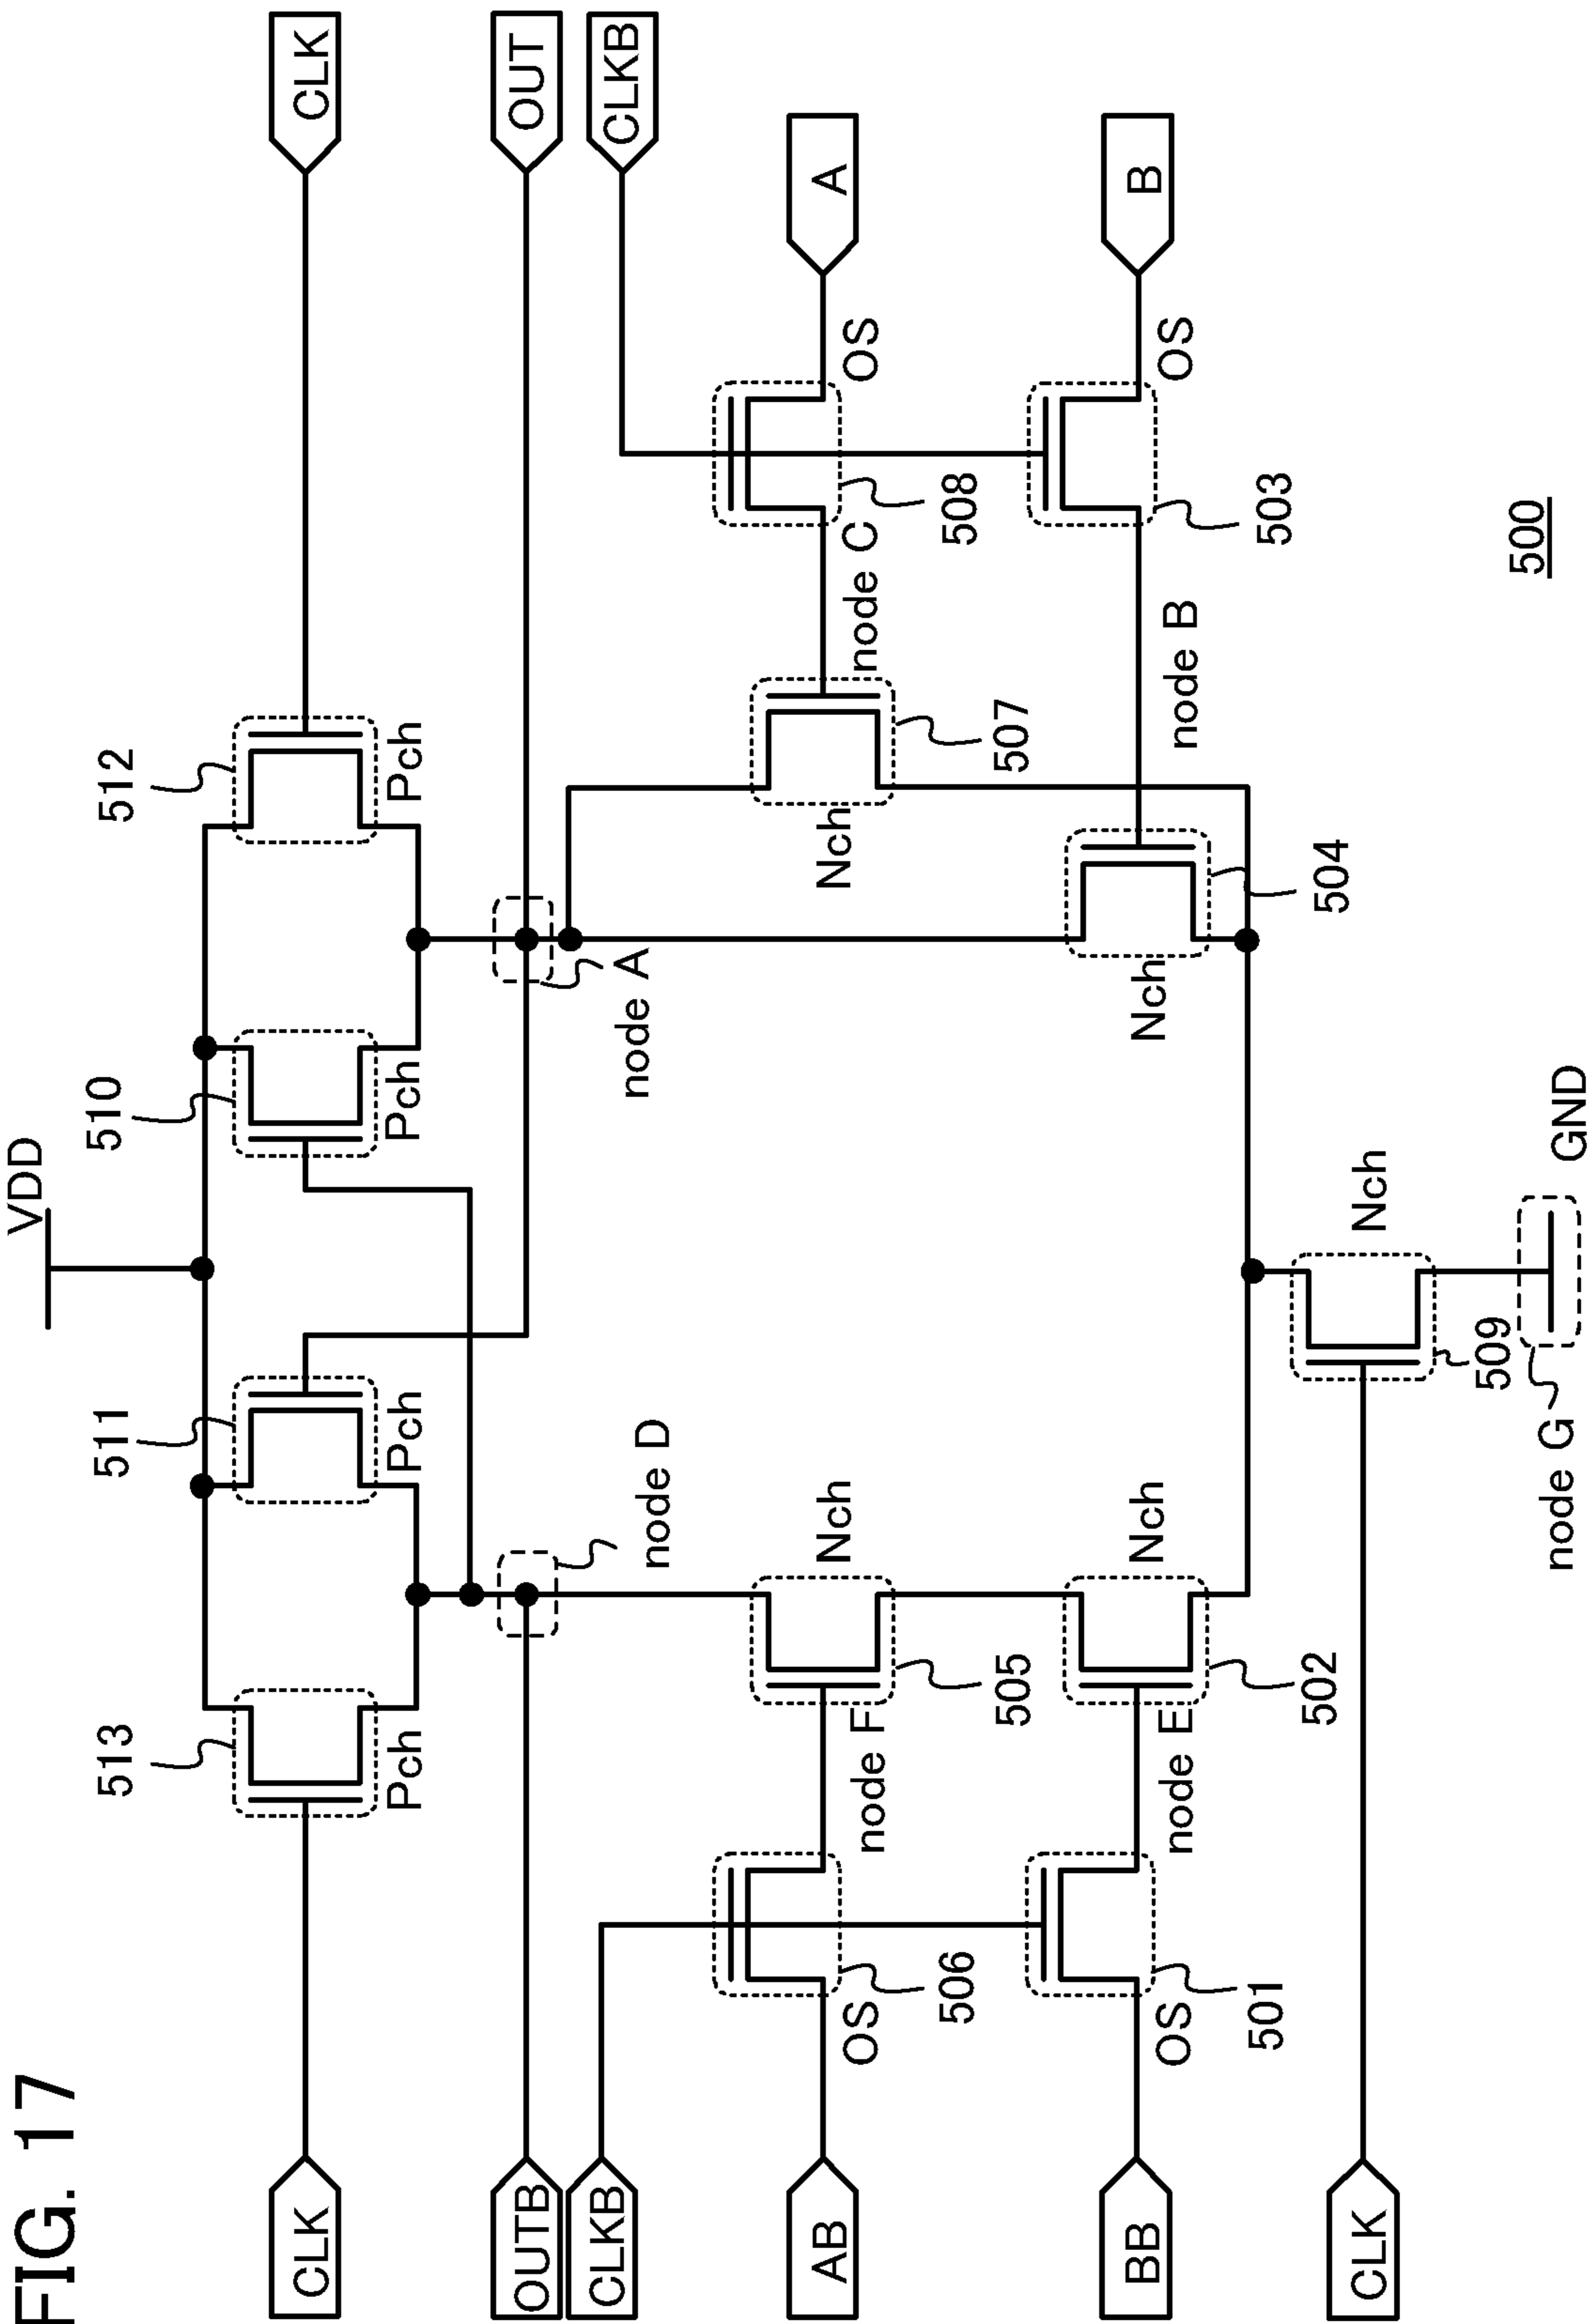 FIG. 17
VDD
513
511
510
512
CLK
Pch
Pch
Pch
Pch
CLK
OUTB
node D
node A
OUT
CLKB
CLKB
AB
OS
506
node F
505
Nch
Nch
507
node C
508
OS
A
BB
OS
501
node E
502
Nch
Nch
504
node B
503
OS
B
CLK
509
Nch
node G
GND
500